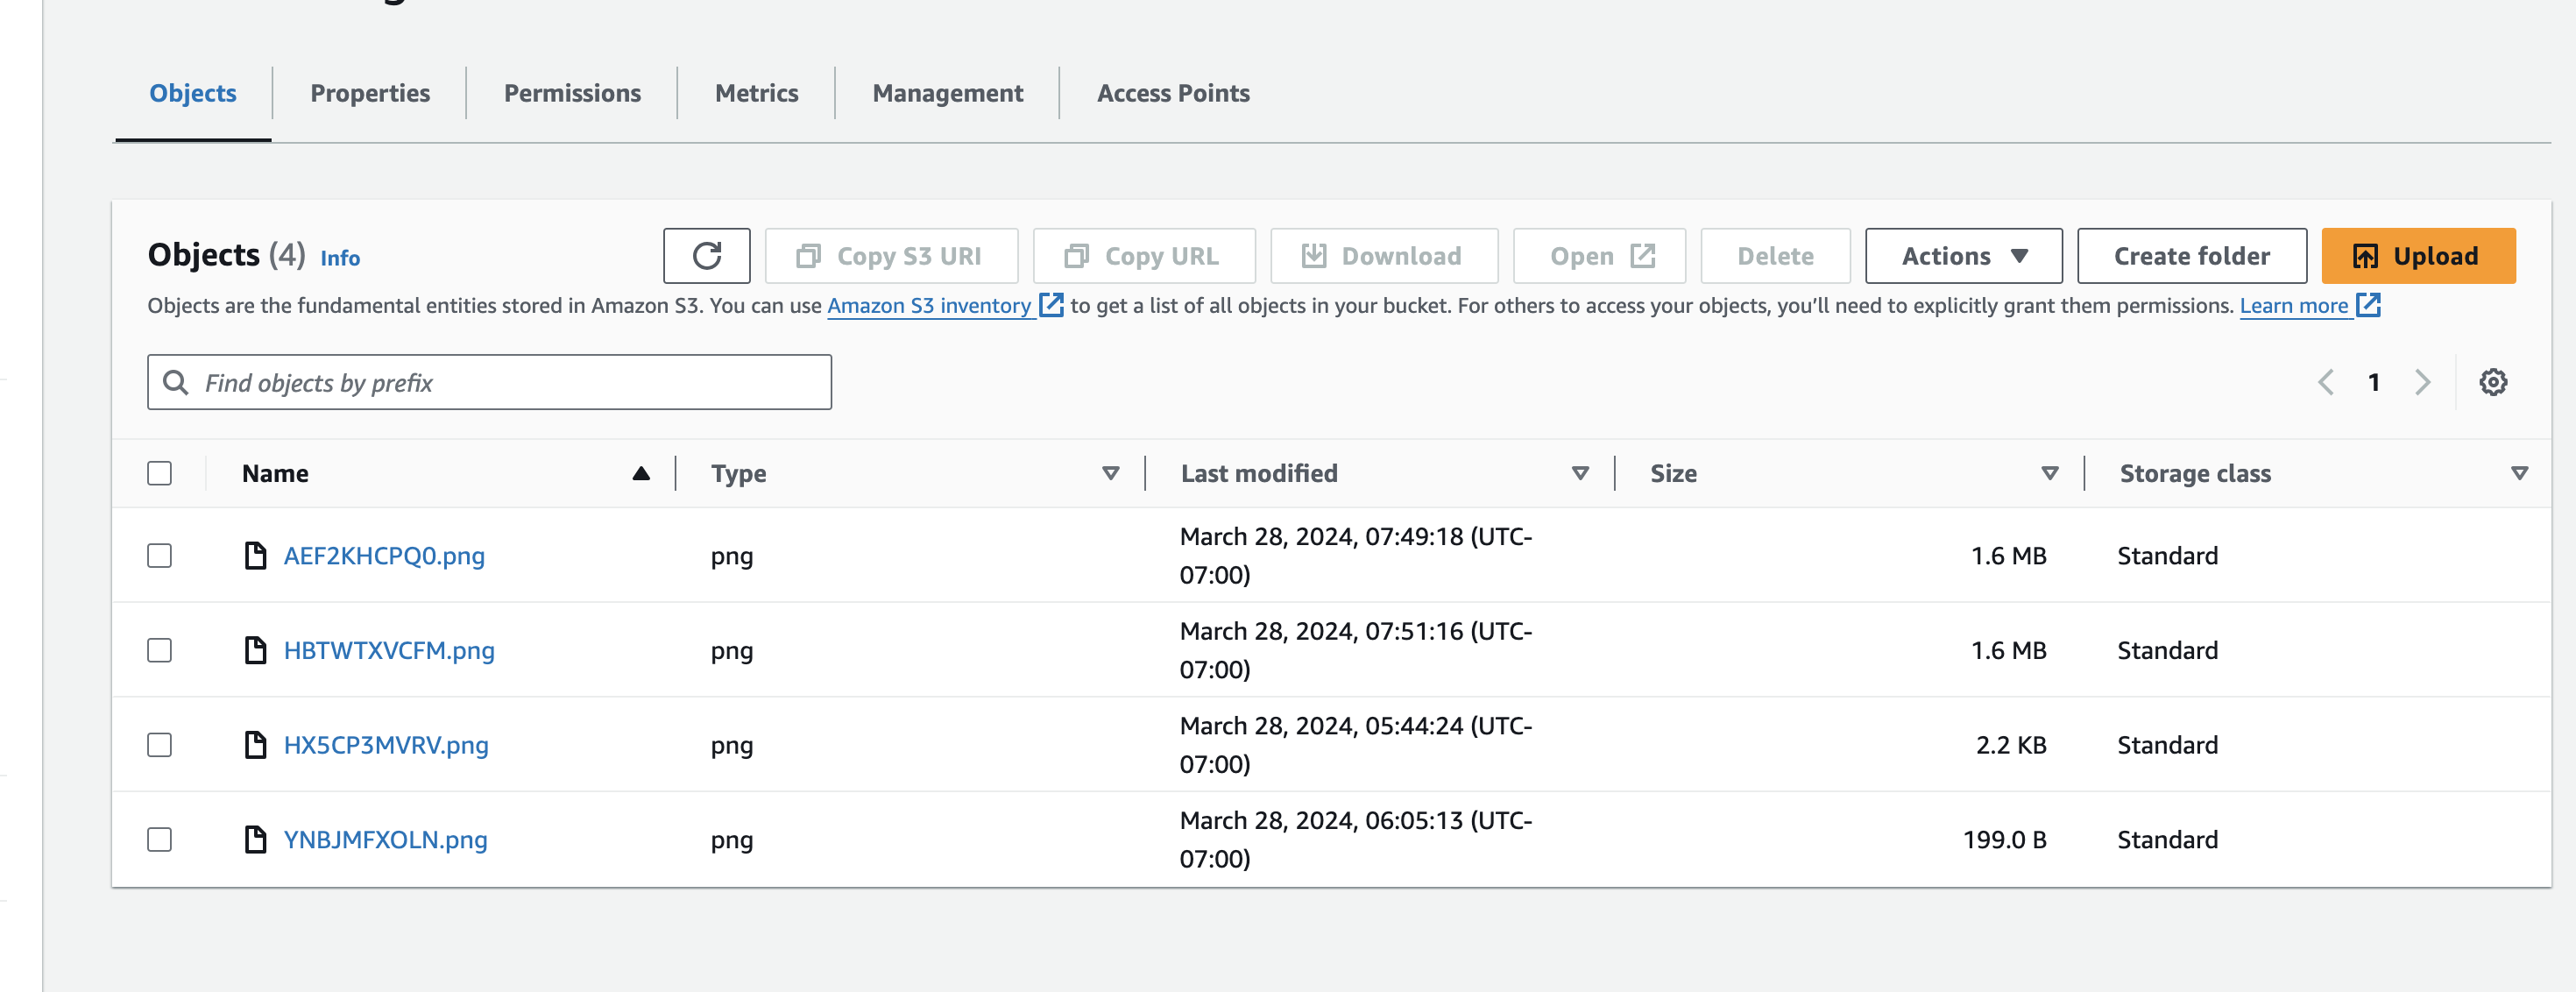 Objects Properties Permissions Metrics Management Access Points
Objects (4) Info Copy S3 URI Copy URL Download Open Delete Actions Create folder Upload
Objects are the fundamental entities stored in Amazon S3. You can use Amazon S3 inventory to get a list of all objects in your bucket. For others to access your objects, you’ll need to explicitly grant them permissions. Learn more
Find objects by prefix 1
Name Type Last modified Size Storage class
AEF2KHCPQ0.png png March 28, 2024, 07:49:18 (UTC-
07:00) 1.6 MB Standard
HBTWTXVCFM.png png March 28, 2024, 07:51:16 (UTC-
07:00) 1.6 MB Standard
HX5CP3MVRV.png png March 28, 2024, 05:44:24 (UTC-
07:00) 2.2 KB Standard
YNBJMFXOLN.png png March 28, 2024, 06:05:13 (UTC-
07:00) 199.0 B Standard